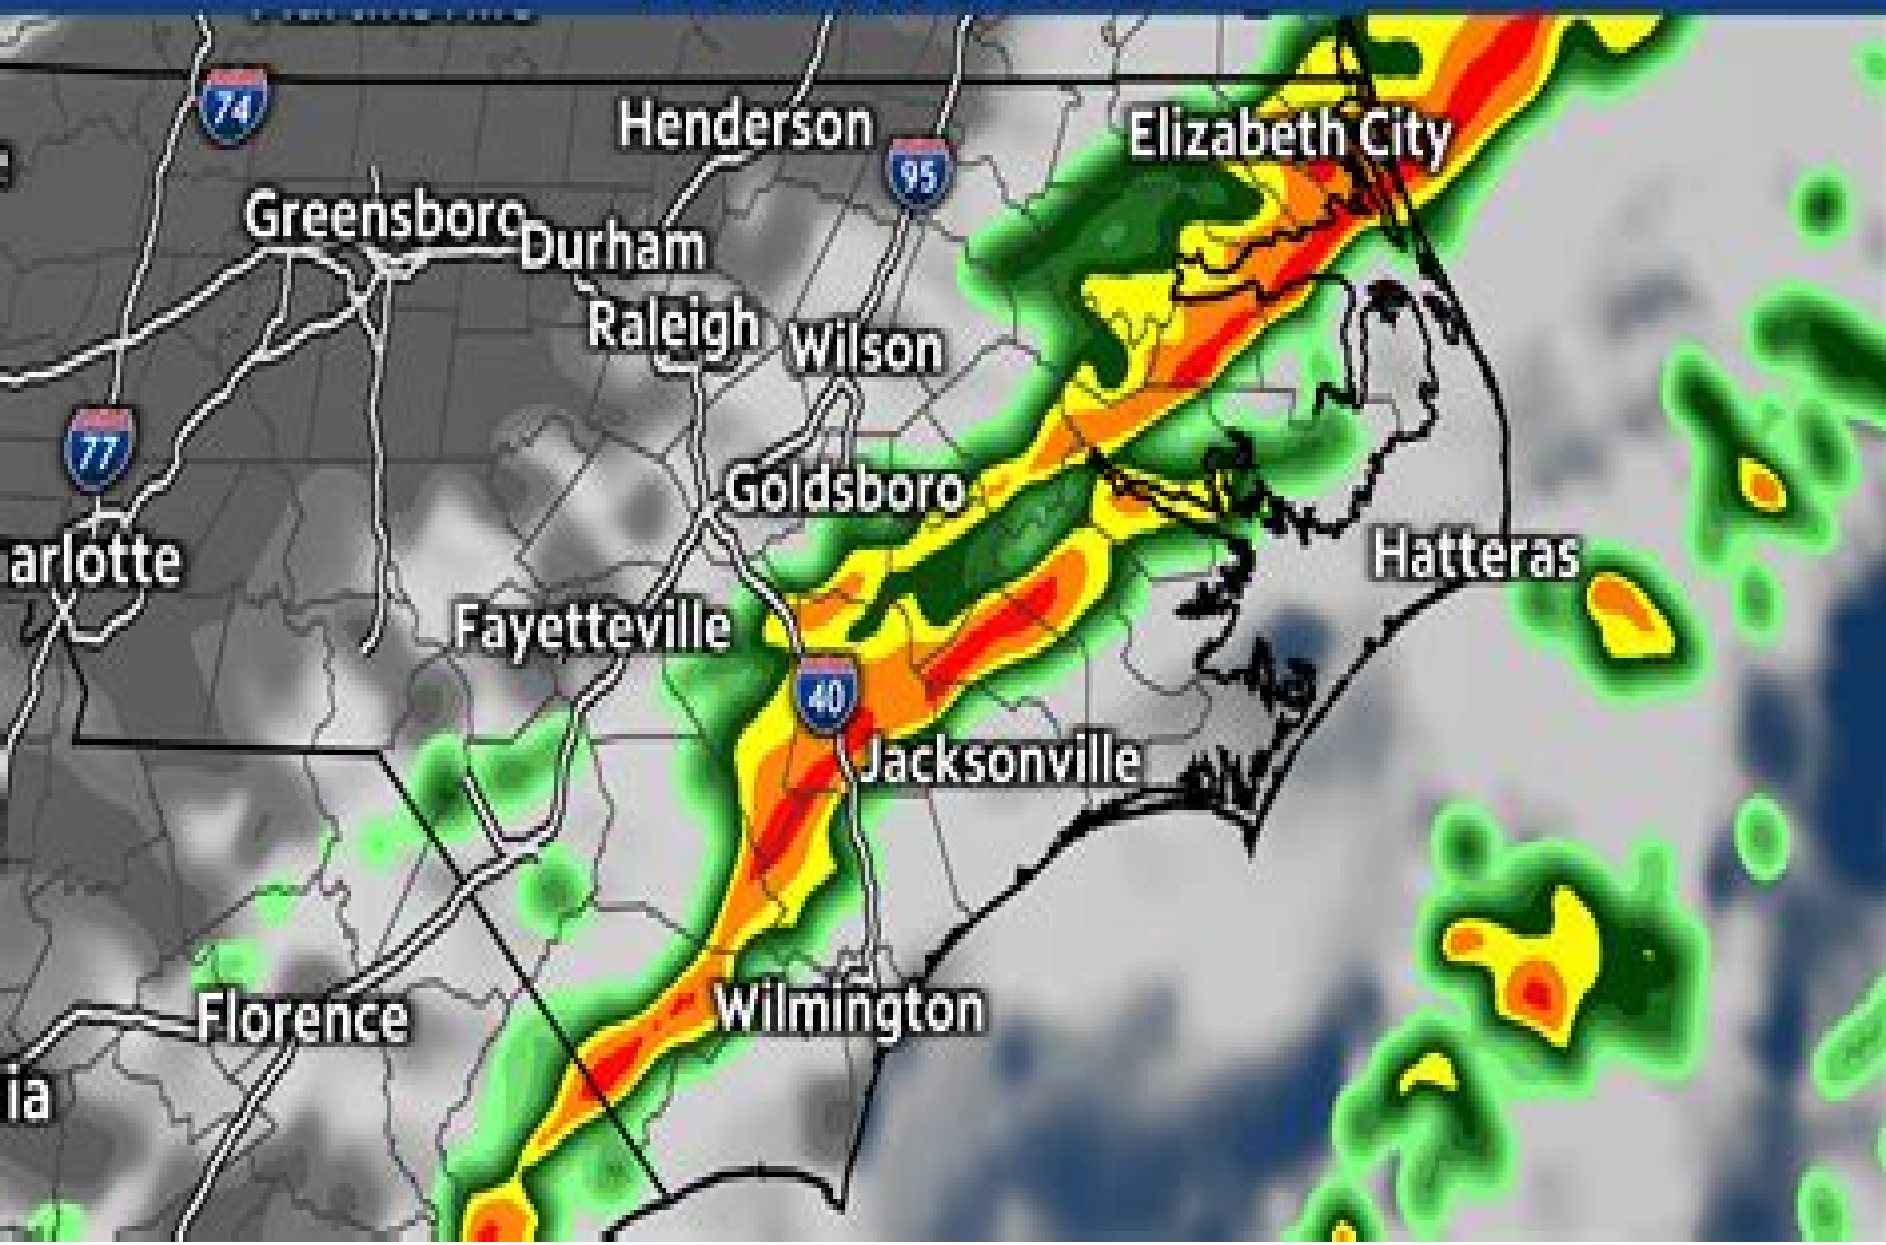 74
Henderson
Elizabeth City
95
Greensboro
Durham
Raleigh
Wilson
77
Goldsboro
arlotte
Hatteras
Fayetteville
40
Jacksonville
Florence
Wilmington
ia